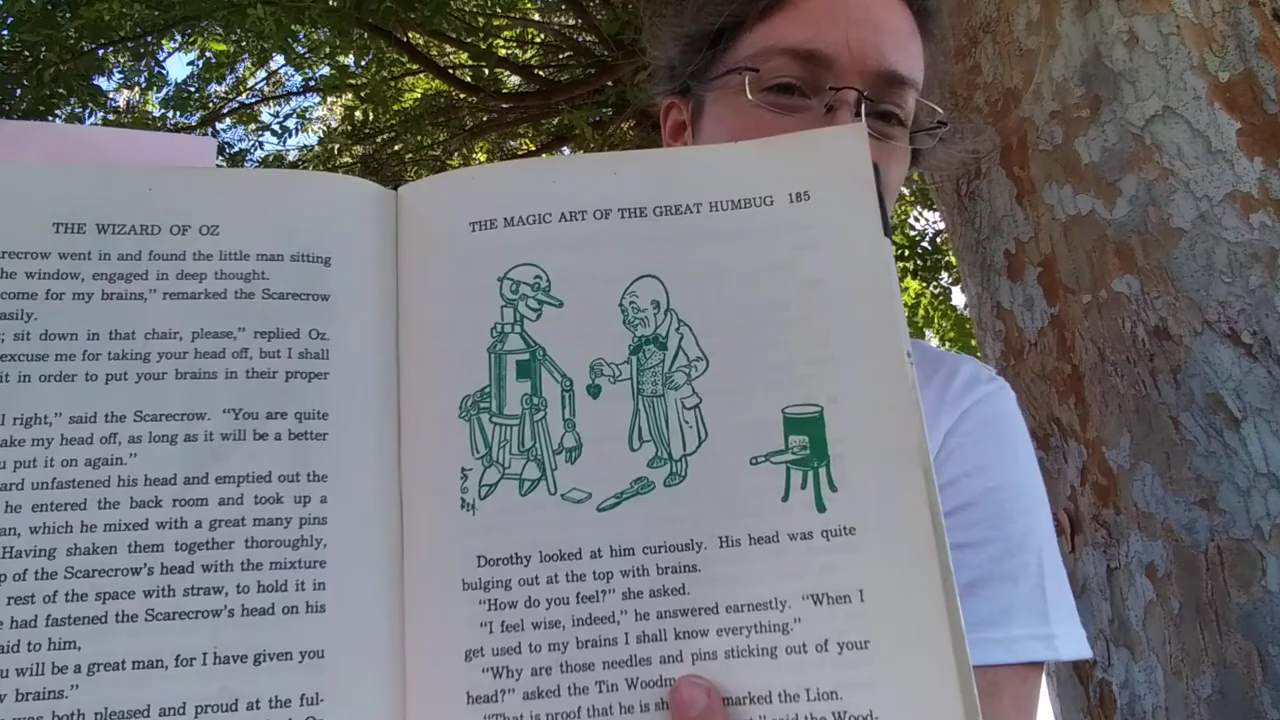 THE WIZARD OF OZ
recrow went in and found the little man sitting
he window, engaged in deep thought.
come for my brains,” remarked the Scarecrow
asily.
; sit down in that chair, please,” replied Oz.
excuse me for taking your head off, but I shall
it in order to put your brains in their proper
l right,” said the Scarecrow. “You are quite
ake my head off, as long as it will be a better
u put it on again.”
ard unfastened his head and emptied out the
he entered the back room and took up a
an, which he mixed with a great many pins
Having shaken them together thoroughly,
p of the Scarecrow’s head with the mixture
rest of the space with straw, to hold it in
e had fastened the Scarecrow’s head on his
aid to him,
u will be a great man, for I have given you
y brains.”
was both pleased and proud at the ful-
THE MAGIC ART OF THE GREAT HUMBUG 185
Dorothy looked at him curiously. His head was quite
bulging out at the top with brains.
“How do you feel?” she asked.
“I feel wise, indeed,” he answered earnestly. “When I
get used to my brains I shall know everything.”
“Why are those needles and pins sticking out of your
head?” asked the Tin Woodm
“That is proof that he is sh marked the Lion.
said the Wood-